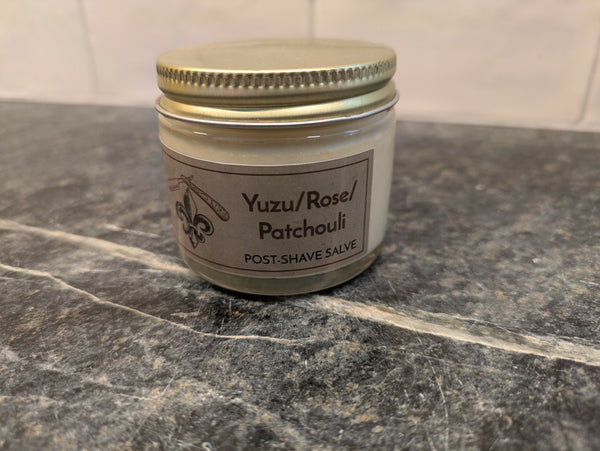 Yuzu/Rose/
Patchouli
POST-SHAVE SALVE